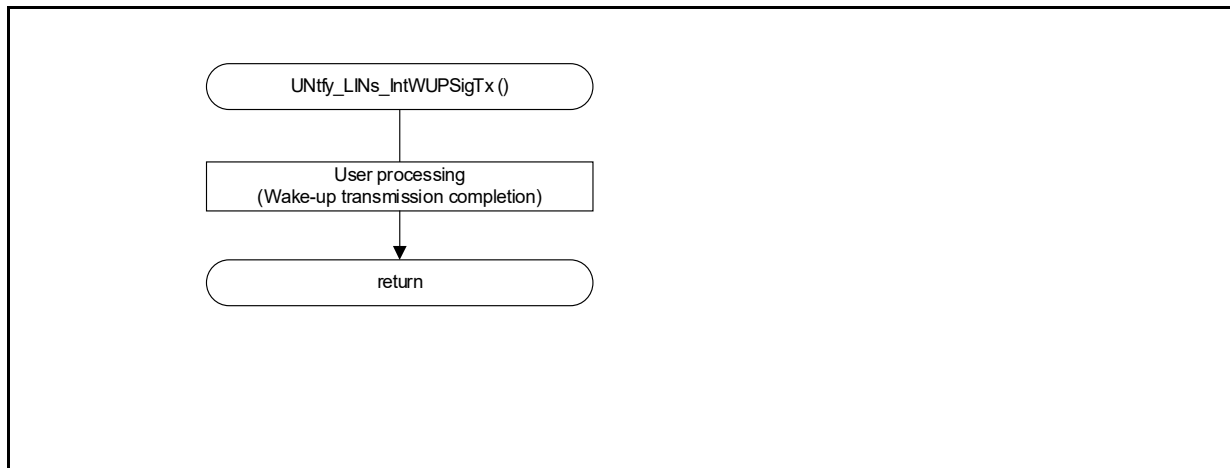 UNtfy_LINs_IntWUPSigTx ()
User processing
(Wake-up transmission completion)
return